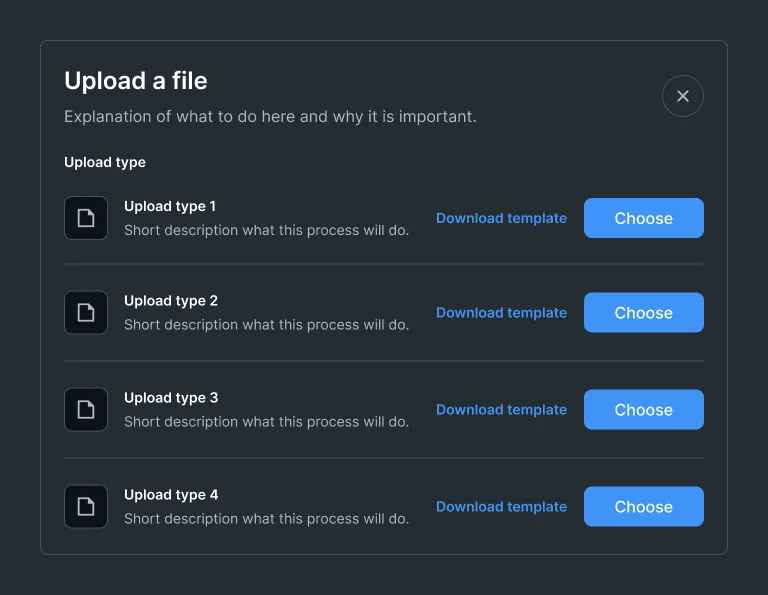 Upload a file
Explanation of what to do here and why it is important.
Upload type
Upload type 1
Short description what this process will do.
Download template
Choose
Upload type 2
Short description what this process will do.
Download template
Choose
Upload type 3
Short description what this process will do.
Download template
Choose
Upload type 4
Short description what this process will do.
Download template
Choose